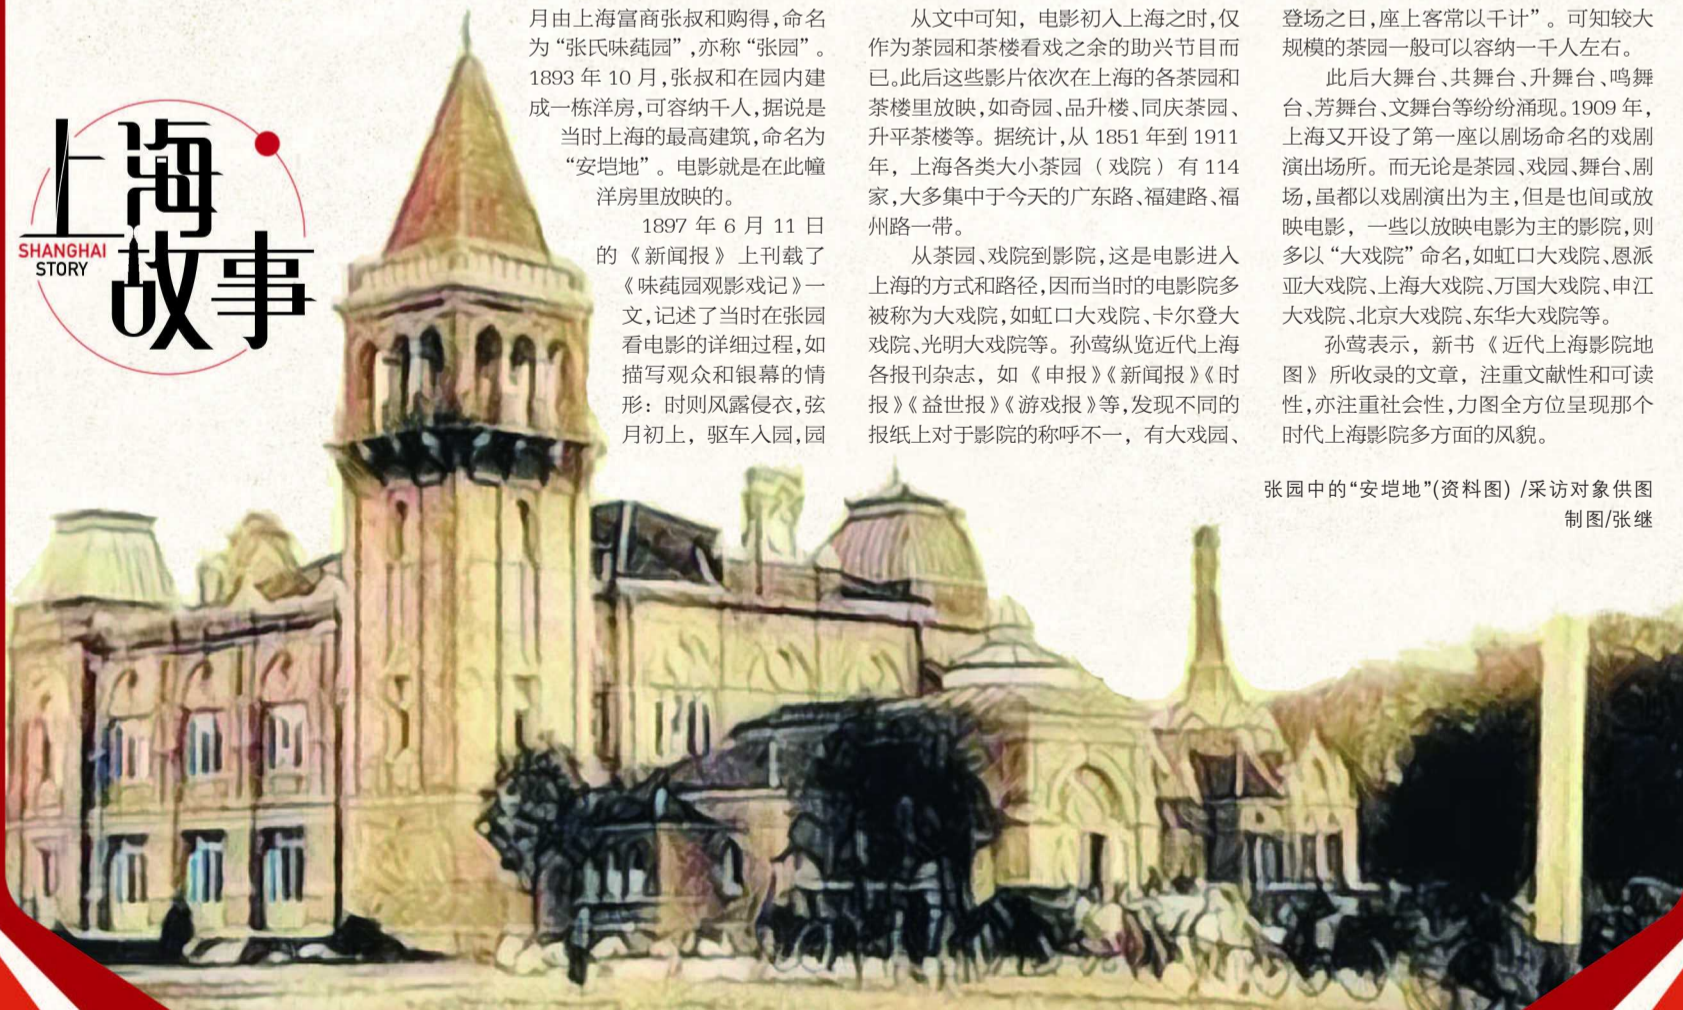 上海
故事
SHANGHAI
STORY
月由上海富商张叔和购得，命名
为“张氏味莼园”，亦称“张园”。
1893 年 10 月，张叔和在园内建
成一栋洋房，可容纳千人，据说是
当时上海的最高建筑，命名为
“安垲地”。电影就是在此幢
洋房里放映的。
1897 年 6 月 11 日
的《新闻报》上刊载了
《味莼园观影戏记》一
文，记述了当时在张园
看电影的详细过程，如
描写观众和银幕的情
形：时则风露侵衣，弦
月初上，驱车入园，园
从文中可知，电影初入上海之时，仅
作为茶园和茶楼看戏之余的助兴节目而
已。此后这些影片依次在上海的各茶园和
茶楼里放映，如奇园、品升楼、同庆茶园、
升平茶楼等。据统计，从 1851 年到 1911
年，上海各类大小茶园（戏院）有 114
家，大多集中于今天的广东路、福建路、福
州路一带。
从茶园、戏院到影院，这是电影进入
上海的方式和路径，因而当时的电影院多
被称为大戏院，如虹口大戏院、卡尔登大
戏院、光明大戏院等。孙莺纵览近代上海
各报刊杂志，如《申报》《新闻报》《时
报》《益世报》《游戏报》等，发现不同的
报纸上对于影院的称呼不一，有大戏园、
登场之日，座上客常以千计”。可知较大
规模的茶园一般可以容纳一千人左右。
此后大舞台、共舞台、升舞台、鸣舞
台、芳舞台、文舞台等纷纷涌现。1909 年，
上海又开设了第一座以剧场命名的戏剧
演出场所。而无论是茶园、戏园、舞台、剧
场，虽都以戏剧演出为主，但是也间或放
映电影，一些以放映电影为主的影院，则
多以“大戏院”命名，如虹口大戏院、恩派
亚大戏院、上海大戏院、万国大戏院、申江
大戏院、北京大戏院、东华大戏院等。
孙莺表示，新书《近代上海影院地
图》所收录的文章，注重文献性和可读
性，亦注重社会性，力图全方位呈现那个
时代上海影院多方面的风貌。
张园中的“安垲地”(资料图) /采访对象供图
制图/张继